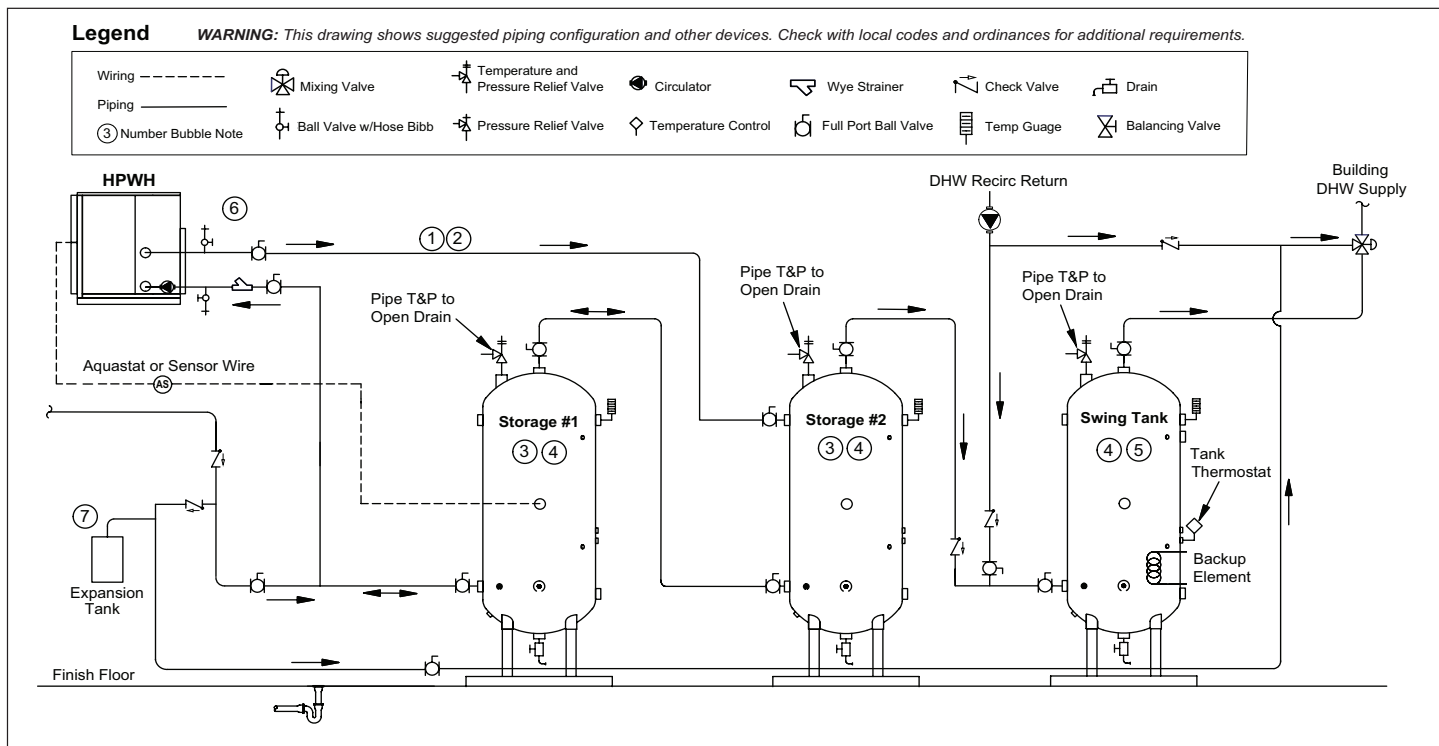 Legend WARNING: This drawing shows suggested piping configuration and other devices. Check with local codes and ordinances for additional requirements.
Wiring
Piping
3 Number Bubble Note
Mixing Valve
Ball Valve w/Hose Bibb
Temperature and
Pressure Relief Valve
Pressure Relief Valve
Circulator
Temperature Control
Wye Strainer
Full Port Ball Valve
Check Valve
Temp Guage
Drain
Balancing Valve
HPWH
6
1 2
DHW Recirc Return
Building
DHW Supply
Pipe T&P to
Open Drain
Pipe T&P to
Open Drain
Pipe T&P to
Open Drain
Aquastat or Sensor Wire
AS
Storage #1
3 4
Storage #2
3 4
Swing Tank
4 5
Tank
Thermostat
Backup
Element
7
Expansion
Tank
Finish Floor